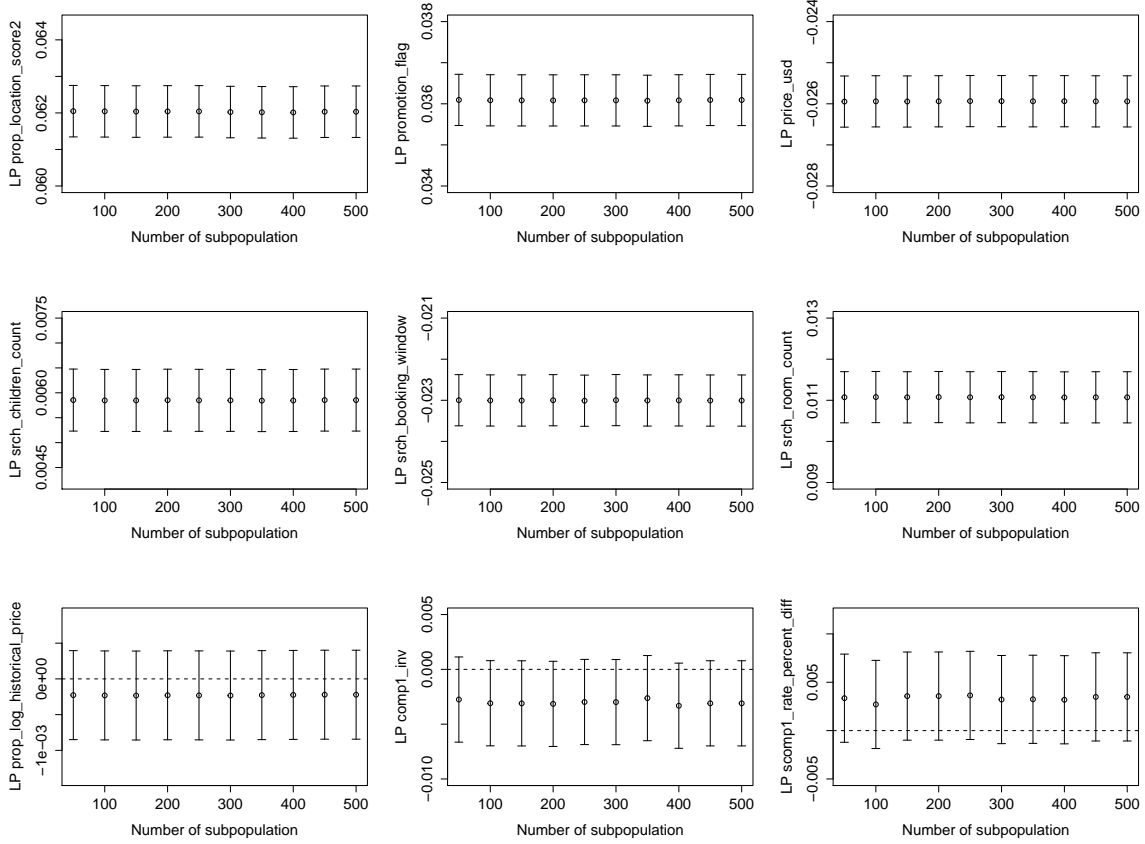 LP prop_location_score2
0.060 0.062 0.064
100 200 300 400 500
Number of subpopulation
LP promotion_flag
0.034 0.036 0.038
100 200 300 400 500
Number of subpopulation
LP price_usd
−0.028 −0.026 −0.024
100 200 300 400 500
Number of subpopulation
LP srch_children_count
0.0045 0.0060 0.0075
100 200 300 400 500
Number of subpopulation
LP srch_booking_window
−0.025 −0.023 −0.021
100 200 300 400 500
Number of subpopulation
LP srch_room_count
0.009 0.011 0.013
100 200 300 400 500
Number of subpopulation
LP prop_log_historical_price
−1e−03 0e+00
100 200 300 400 500
Number of subpopulation
LP comp1_inv
−0.010 0.000 0.005
100 200 300 400 500
Number of subpopulation
LP scomp1_rate_percent_diff
−0.005 0.005
100 200 300 400 500
Number of subpopulation